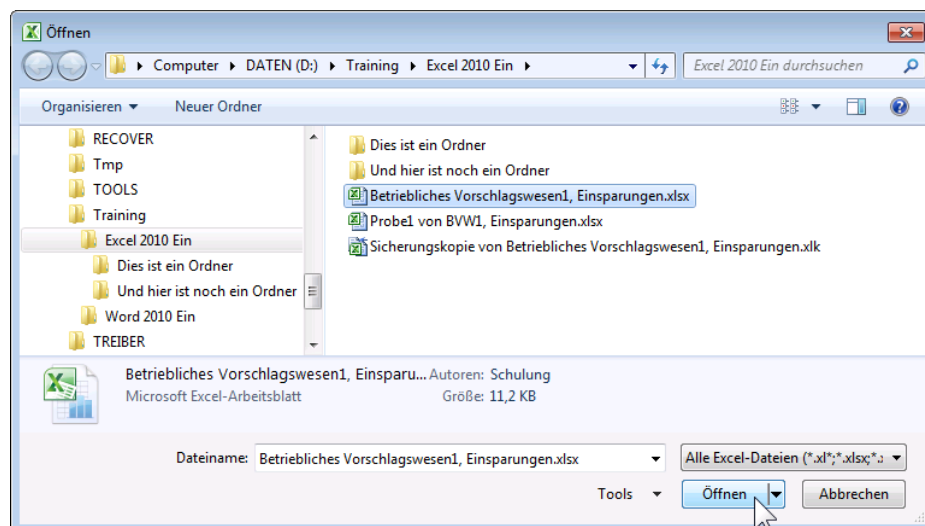 Öffnen
Computer DATEN (D:) Training Excel 2010 Ein Excel 2010 Ein durchsuchen
Organisieren Neuer Ordner
RECOVER
Tmp
TOOLS
Training
Excel 2010 Ein
Dies ist ein Ordner
Und hier ist noch ein Ordner
Word 2010 Ein
TREIBER
Dies ist ein Ordner
Und hier ist noch ein Ordner
Betriebliches Vorschlagswesen1, Einsparungen.xlsx
Probe1 von BVW1, Einsparungen.xlsx
Sicherungskopie von Betriebliches Vorschlagswesen1, Einsparungen.xlk
Betriebliches Vorschlagswesen1, Einsparu... Autoren: Schulung
Microsoft Excel-Arbeitsblatt Größe: 11,2 KB
Dateiname: Betriebliches Vorschlagswesen1, Einsparungen.xlsx Alle Excel-Dateien (*.xl*;*.xlsx;*.
Tools Öffnen Abbrechen